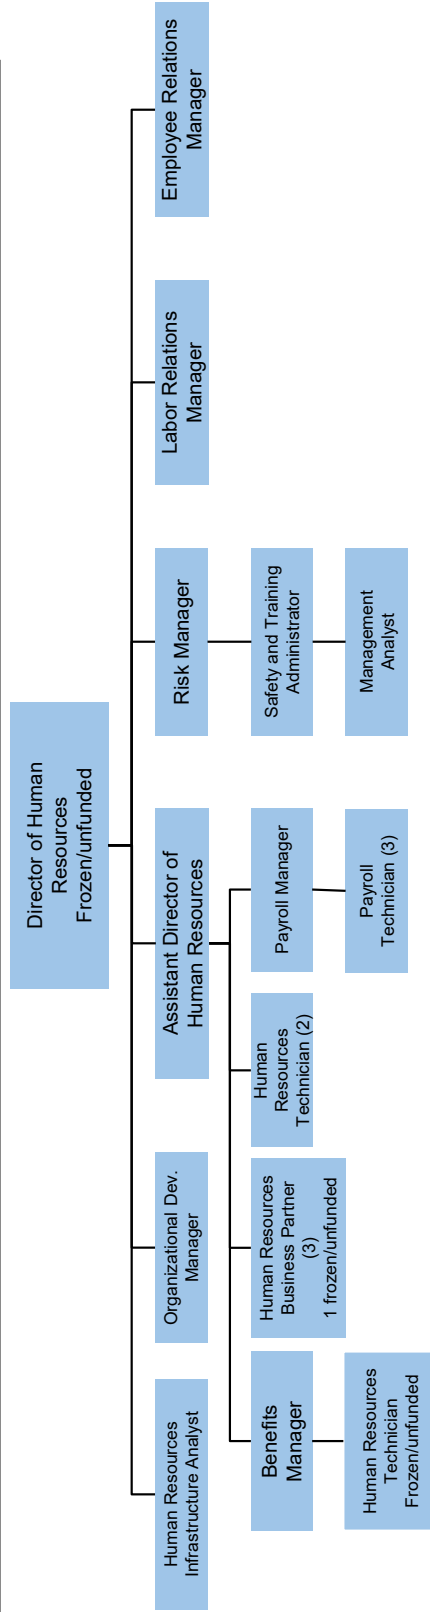 Director of Human
Resources
Frozen/unfunded
Human Resources
Infrastructure Analyst
Organizational Dev.
Manager
Assistant Director of
Human Resources
Risk Manager
Labor Relations
Manager
Employee Relations
Manager
Benefits
Manager
Human Resources
Business Partner
(3)
1 frozen/unfunded
Human
Resources
Technician (2)
Payroll Manager
Safety and Training
Administrator
Human Resources
Technician
Frozen/unfunded
Payroll
Technician (3)
Management
Analyst